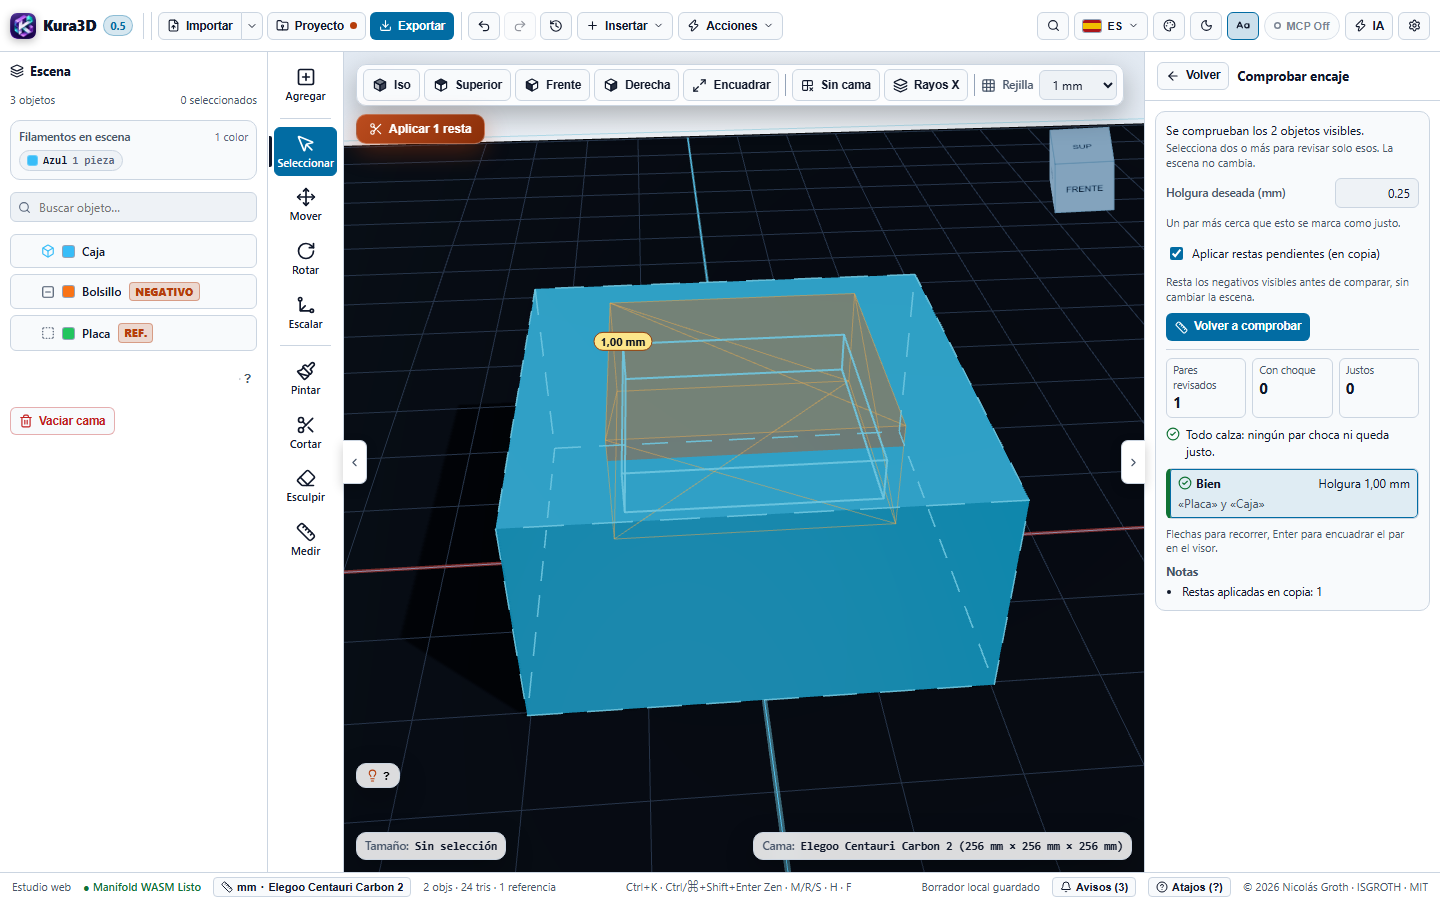 Kura3D 0.5 Importar Proyecto Exportar Insertar Acciones ES Aa MCP Off IA
Escena
3 objetos 0 seleccionados
Filamentos en escena 1 color
Azul 1 pieza
Buscar objeto...
Caja
Bolsillo NEGATIVO
Placa REF.
· ?
Vaciar cama
Agregar
Seleccionar
Mover
Rotar
Escalar
Pintar
Cortar
Esculpir
Medir
Iso Superior Frente Derecha Encuadrar Sin cama Rayos X Rejilla 1 mm
Aplicar 1 resta
SUP
FRENTE
1,00 mm
?
Tamaño: Sin selección
Cama: Elegoo Centauri Carbon 2 (256 mm × 256 mm × 256 mm)
Volver Comprobar encaje
Se comprueban los 2 objetos visibles.
Selecciona dos o más para revisar solo esos. La
escena no cambia.
Holgura deseada (mm) 0.25
Un par más cerca que esto se marca como justo.
Aplicar restas pendientes (en copia)
Resta los negativos visibles antes de comparar, sin
cambiar la escena.
Volver a comprobar
Pares
revisados
1
Con choque
0
Justos
0
Todo calza: ningún par choca ni queda
justo.
Bien Holgura 1,00 mm
«Placa» y «Caja»
Flechas para recorrer, Enter para encuadrar el par
en el visor.
Notas
• Restas aplicadas en copia: 1
Estudio web ● Manifold WASM Listo mm · Elegoo Centauri Carbon 2 2 objs · 24 tris · 1 referencia Ctrl+K · Ctrl/⌘+Shift+Enter Zen · M/R/S · H · F Borrador local guardado Avisos (3) Atajos (?) © 2026 Nicolás Groth · ISGROTH · MIT